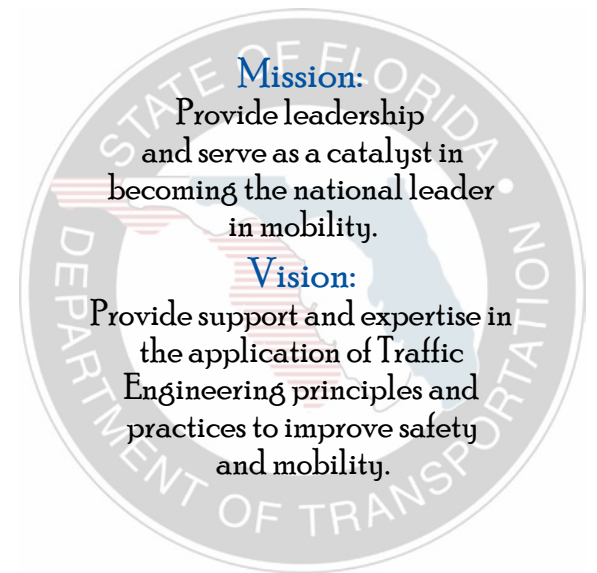 STATE OF FLORIDA
Mission:
Provide leadership
and serve as a catalyst in
becoming the national leader
in mobility.
Vision:
Provide support and expertise in
the application of Traffic
Engineering principles and
practices to improve safety
and mobility.
DEPARTMENT OF TRANSPORTATION